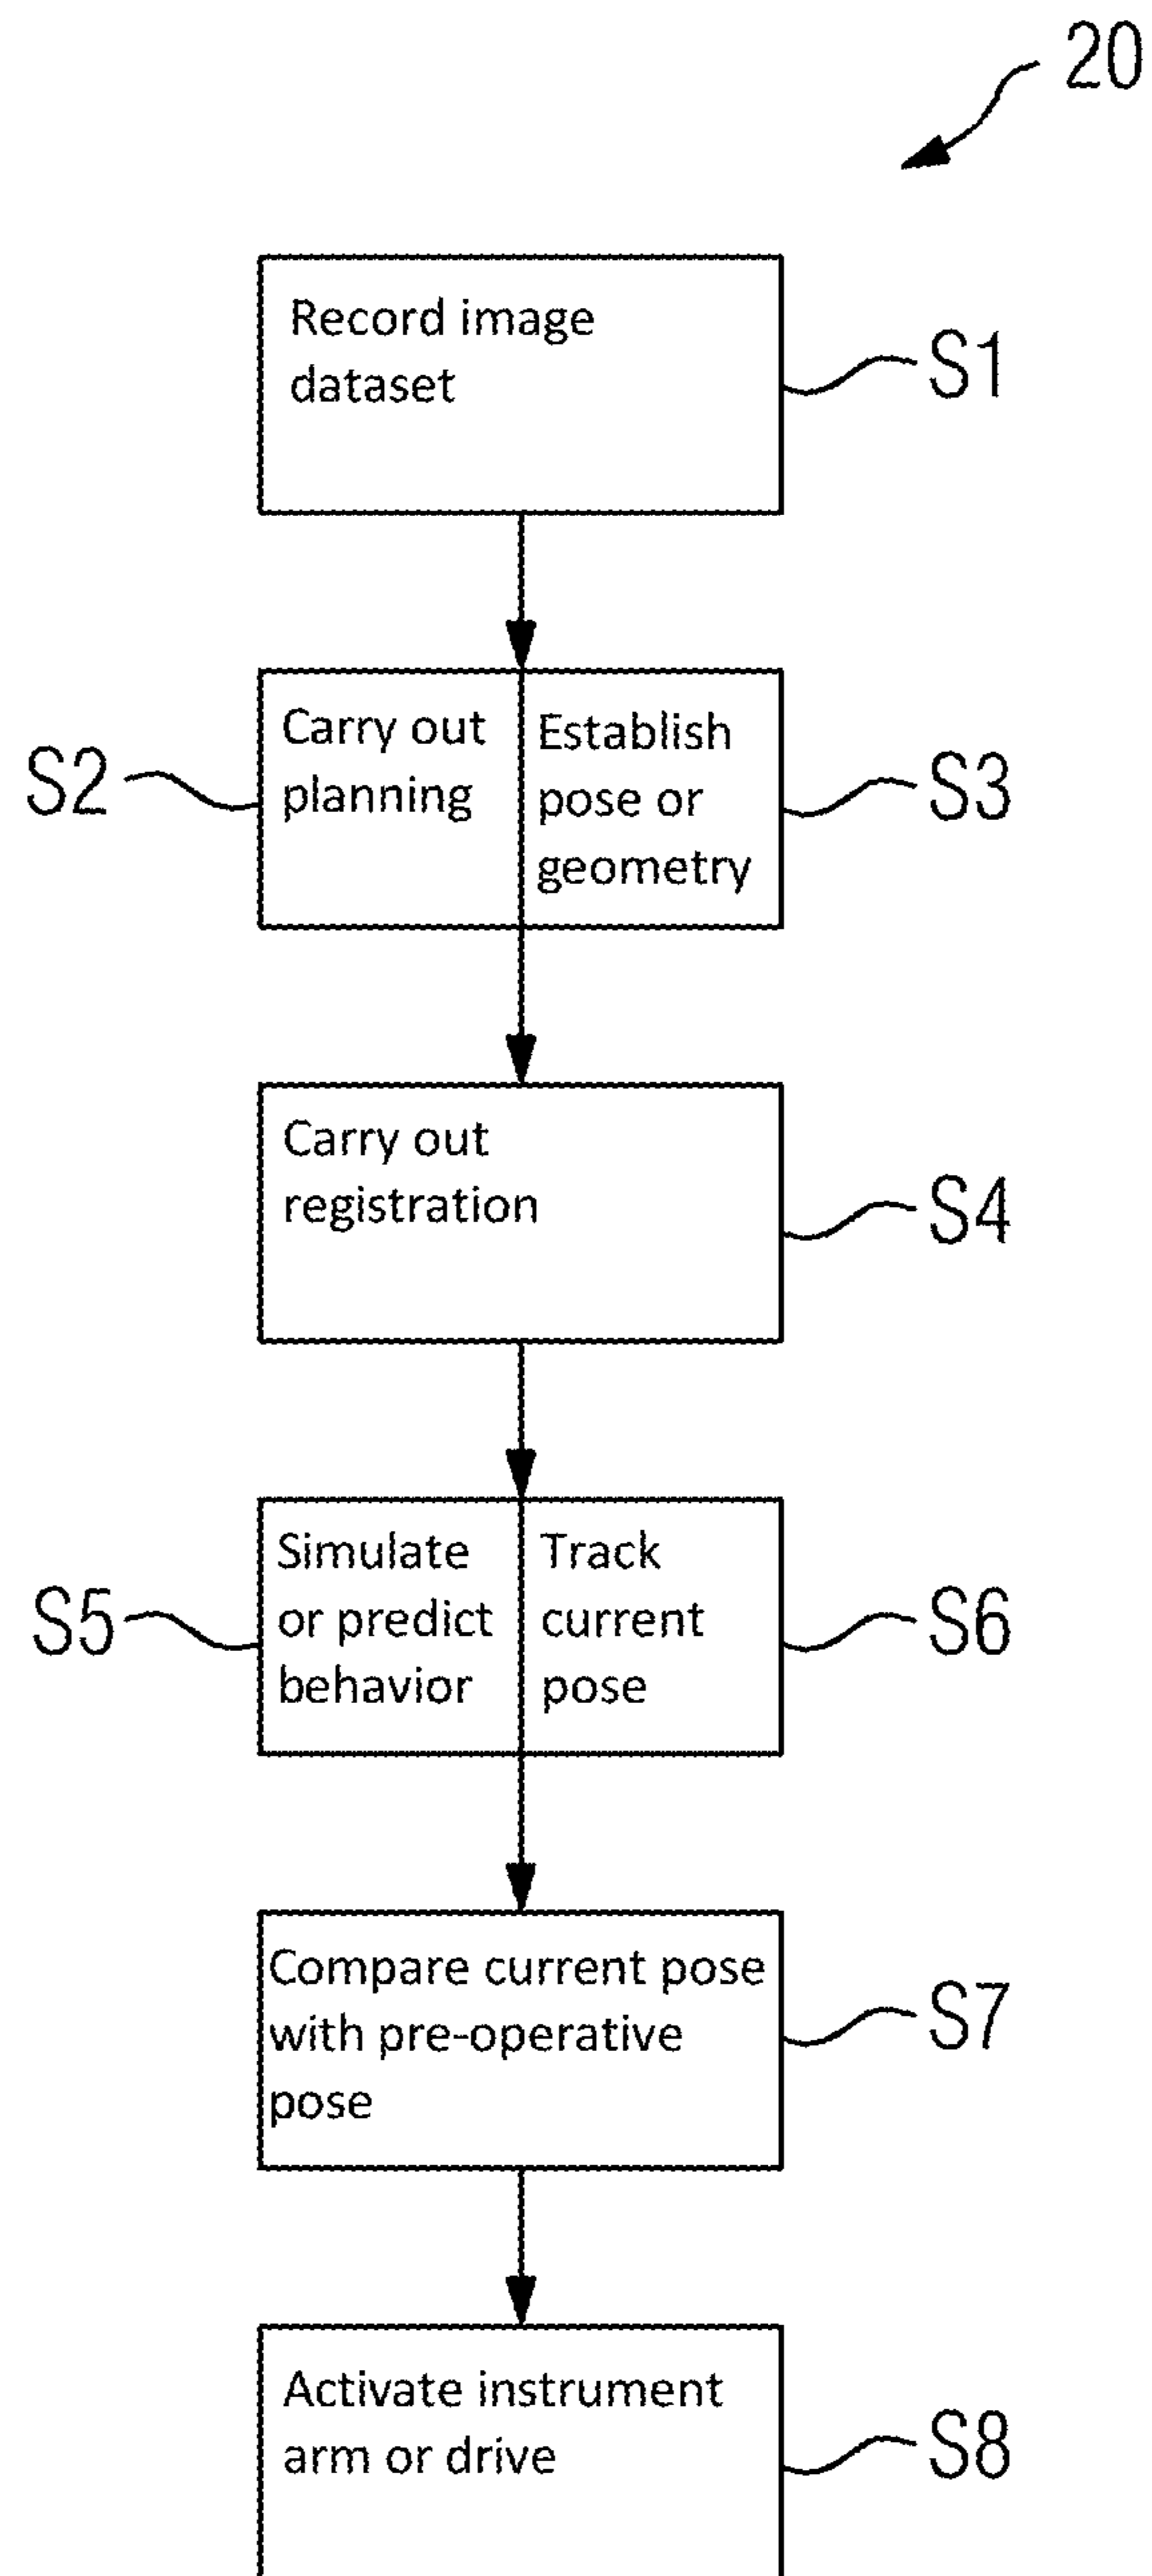 20
Record image
dataset
S1
S2
Carry out
planning
Establish
pose or
geometry
S3
Carry out
registration
S4
S5
Simulate
or predict
behavior
Track
current
pose
S6
Compare current pose
with pre-operative
pose
S7
Activate instrument
arm or drive
S8